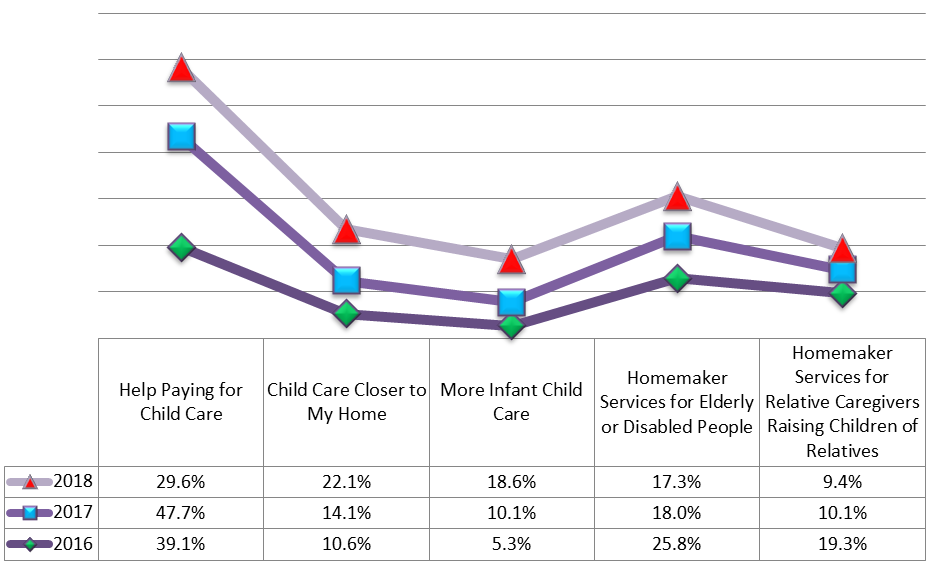 Help Paying for
Child Care
Child Care Closer to
My Home
More Infant Child
Care
Homemaker
Services for Elderly
or Disabled People
Homemaker
Services for
Relative Caregivers
Raising Children of
Relatives
2018 29.6% 22.1% 18.6% 17.3% 9.4%
2017 47.7% 14.1% 10.1% 18.0% 10.1%
2016 39.1% 10.6% 5.3% 25.8% 19.3%